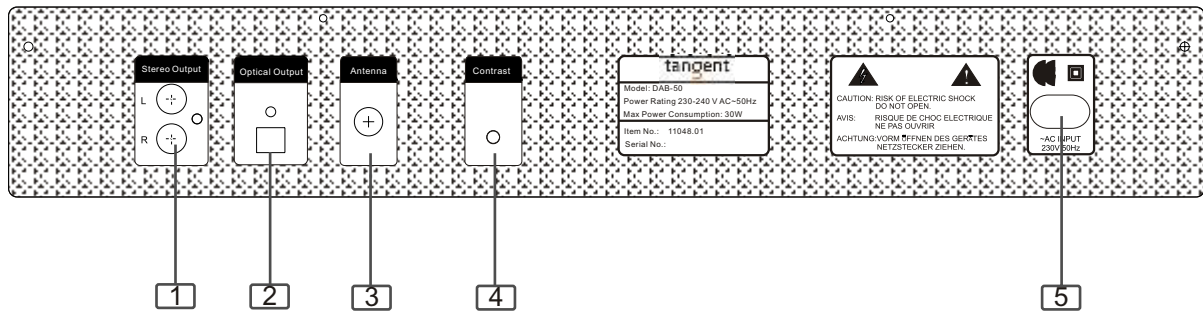 Stereo Output
L
R
Optical Output
Antenna
Contrast
tangent
Model: DAB-50
Power Rating 230-240 V AC~50Hz
Max Power Consumption: 30W
Item No.: 11048.01
Serial No.:
CAUTION: RISK OF ELECTRIC SHOCK
DO NOT OPEN.
AVIS: RISQUE DE CHOC ELECTRIQUE
NE PAS OUVRIR
ACHTUNG:VORM ÖFFNEN DES GERÄTES
NETZSTECKER ZIEHEN.
~AC INPUT
230V/50Hz
1
2
3
4
5